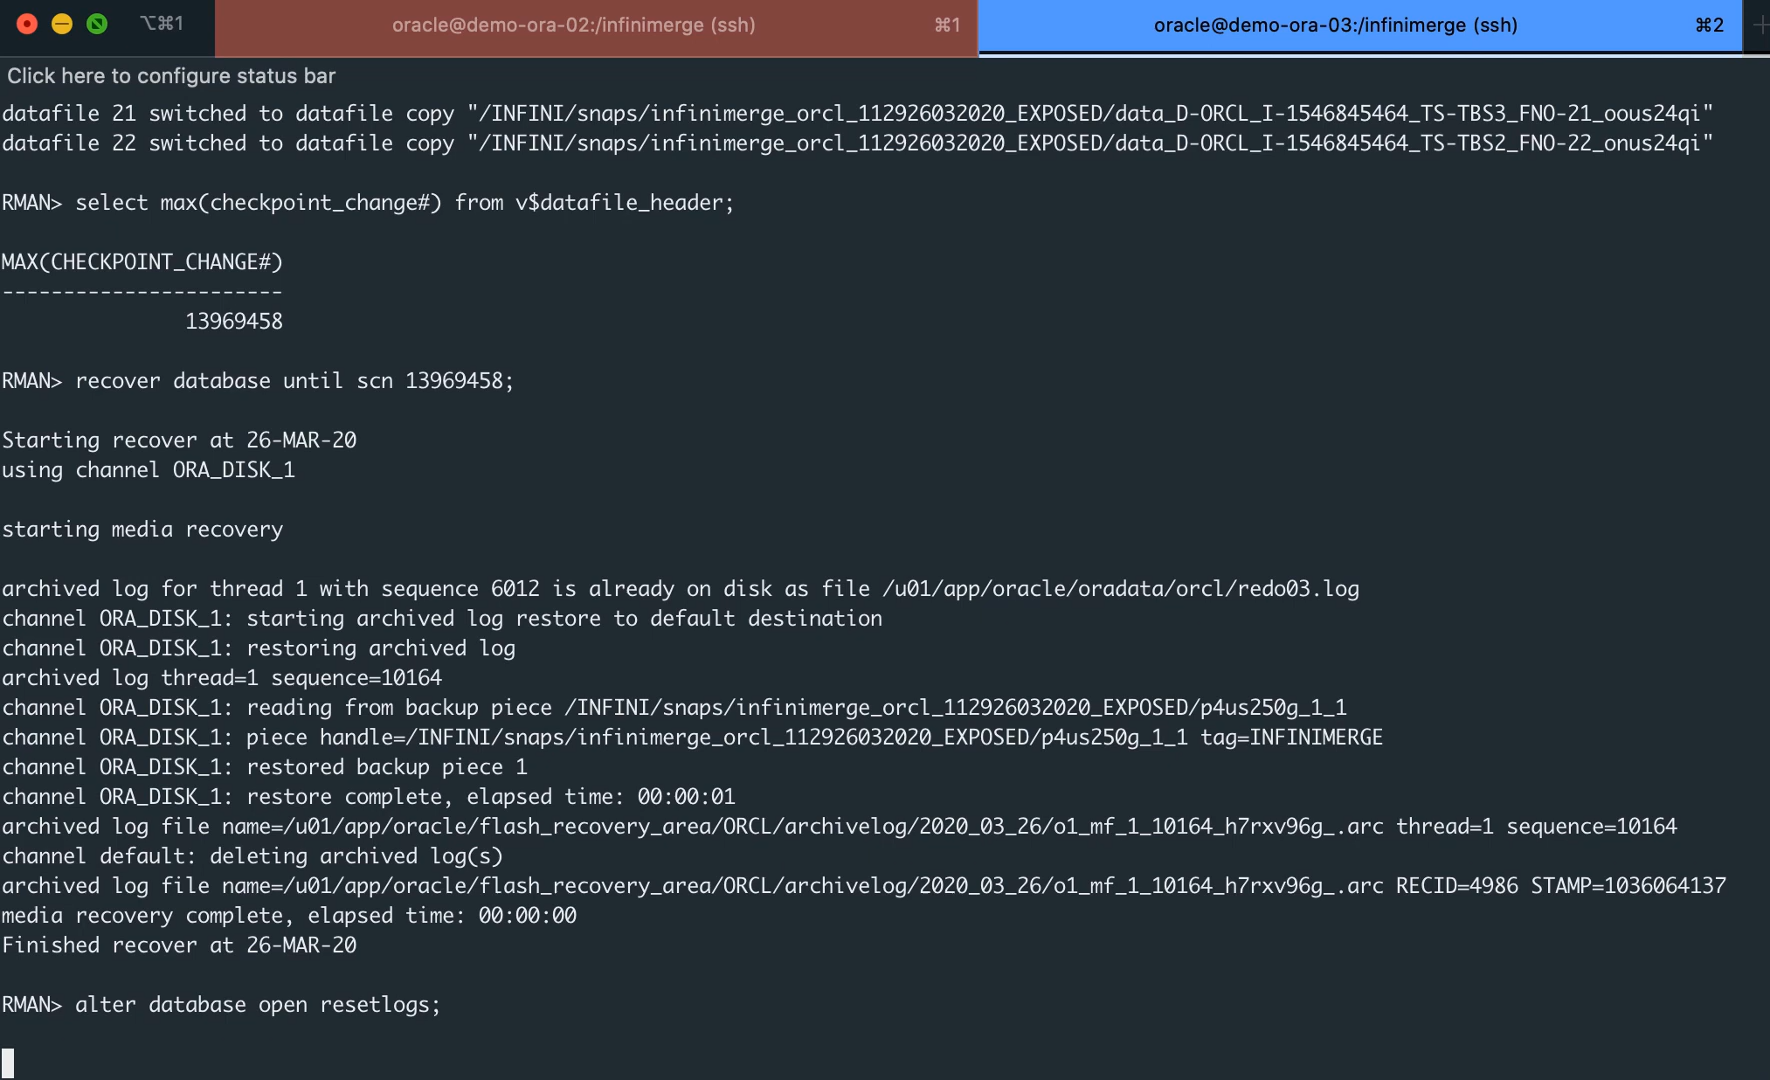 ⌥⌘1
oracle@demo-ora-02:/infinimerge (ssh) ⌘1
oracle@demo-ora-03:/infinimerge (ssh) ⌘2
Click here to configure status bar
datafile 21 switched to datafile copy "/INFINI/snaps/infinimerge_orcl_112926032020_EXPOSED/data_D-ORCL_I-1546845464_TS-TBS3_FNO-21_oous24qi"
datafile 22 switched to datafile copy "/INFINI/snaps/infinimerge_orcl_112926032020_EXPOSED/data_D-ORCL_I-1546845464_TS-TBS2_FNO-22_onus24qi"
RMAN> select max(checkpoint_change#) from v$datafile_header;
MAX(CHECKPOINT_CHANGE#)
-----------------------
13969458
RMAN> recover database until scn 13969458;
Starting recover at 26-MAR-20
using channel ORA_DISK_1
starting media recovery
archived log for thread 1 with sequence 6012 is already on disk as file /u01/app/oracle/oradata/orcl/redo03.log
channel ORA_DISK_1: starting archived log restore to default destination
channel ORA_DISK_1: restoring archived log
archived log thread=1 sequence=10164
channel ORA_DISK_1: reading from backup piece /INFINI/snaps/infinimerge_orcl_112926032020_EXPOSED/p4us250g_1_1
channel ORA_DISK_1: piece handle=/INFINI/snaps/infinimerge_orcl_112926032020_EXPOSED/p4us250g_1_1 tag=INFINIMERGE
channel ORA_DISK_1: restored backup piece 1
channel ORA_DISK_1: restore complete, elapsed time: 00:00:01
archived log file name=/u01/app/oracle/flash_recovery_area/ORCL/archivelog/2020_03_26/o1_mf_1_10164_h7rxv96g_.arc thread=1 sequence=10164
channel default: deleting archived log(s)
archived log file name=/u01/app/oracle/flash_recovery_area/ORCL/archivelog/2020_03_26/o1_mf_1_10164_h7rxv96g_.arc RECID=4986 STAMP=1036064137
media recovery complete, elapsed time: 00:00:00
Finished recover at 26-MAR-20
RMAN> alter database open resetlogs;